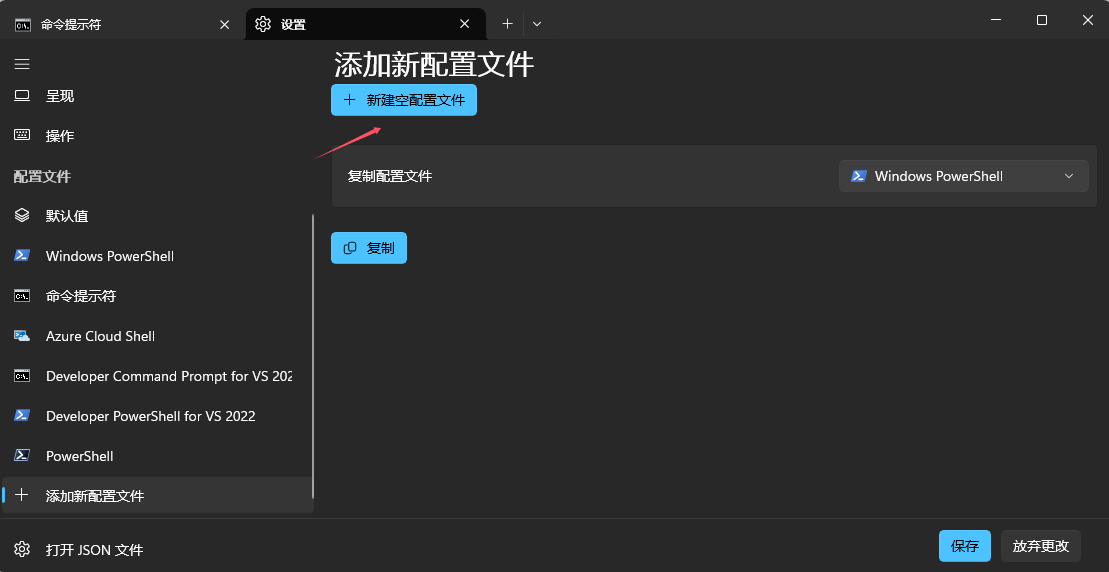 命令提示符
设置
添加新配置文件
呈现
新建空配置文件
操作
配置文件
复制配置文件
Windows PowerShell
默认值
复制
Windows PowerShell
命令提示符
Azure Cloud Shell
Developer Command Prompt for VS 202
Developer PowerShell for VS 2022
PowerShell
添加新配置文件
打开 JSON 文件
保存
放弃更改